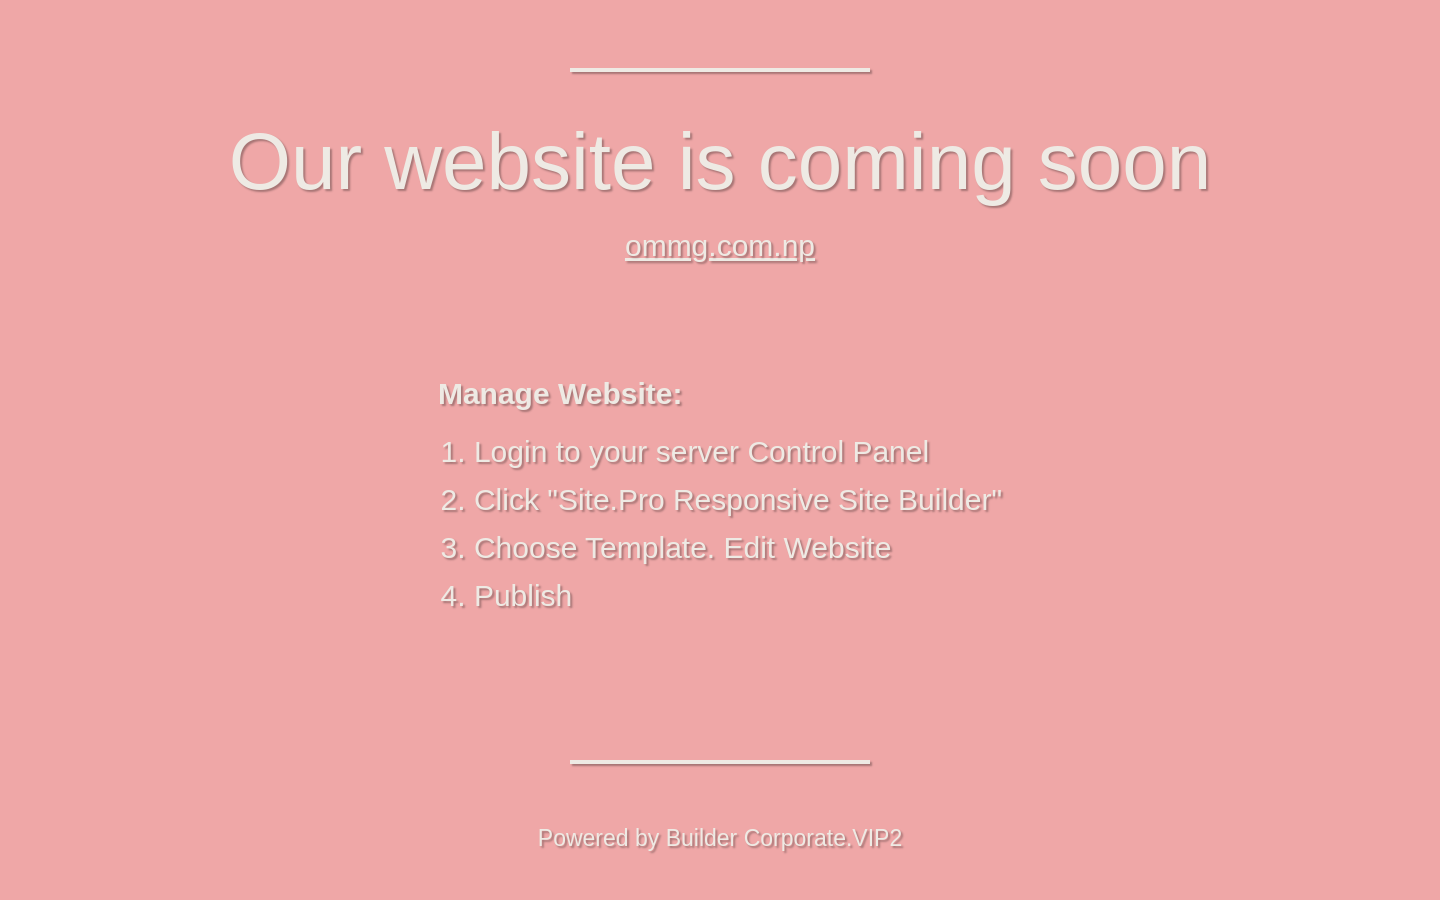 Our website is coming soon
ommg.com.np
Manage Website:
1. Login to your server Control Panel
2. Click "Site.Pro Responsive Site Builder"
3. Choose Template. Edit Website
4. Publish
Powered by Builder Corporate.VIP2